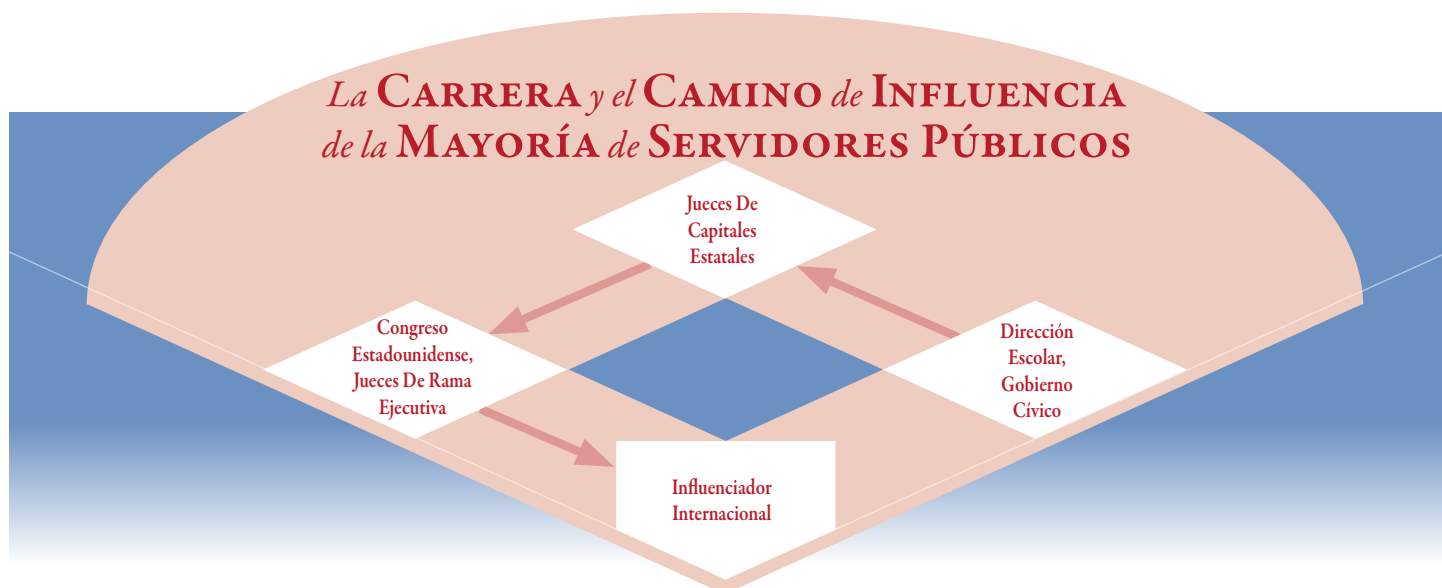 La CARRERA y el CAMINO de INFLUENCIA
de la MAYORÍA de SERVIDORES PÚBLICOS
Jueces De
Capitales
Estatales
Congreso
Estadounidense,
Jueces De Rama
Ejecutiva
Dirección
Escolar,
Gobierno
Cívico
Influenciador
Internacional